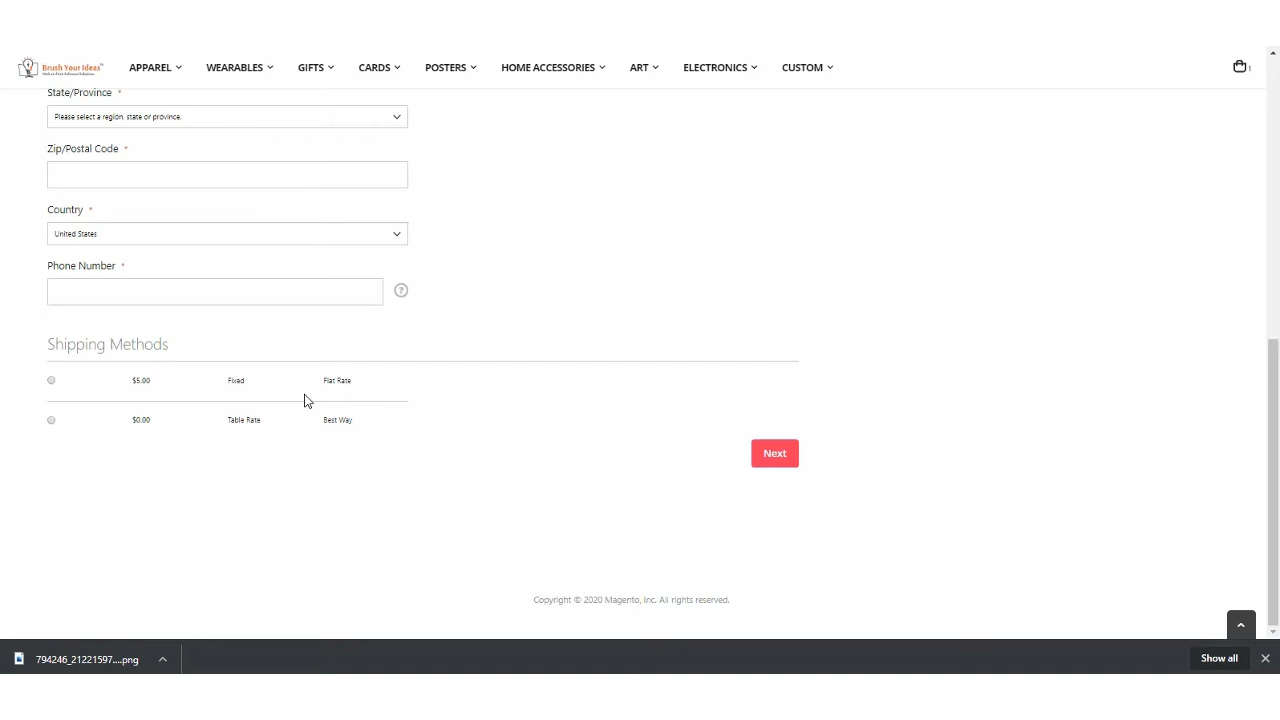 Brush Your Ideas™
APPAREL WEARABLES GIFTS CARDS POSTERS HOME ACCESSORIES ART ELECTRONICS CUSTOM 1
State/Province *
Please select a region, state or province.
Zip/Postal Code *
Country *
United States
Phone Number *
?
Shipping Methods
$5.00 Fixed Flat Rate
$0.00 Table Rate Best Way
Next
Copyright © 2020 Magento, Inc. All rights reserved.
794246_21221597....png Show all